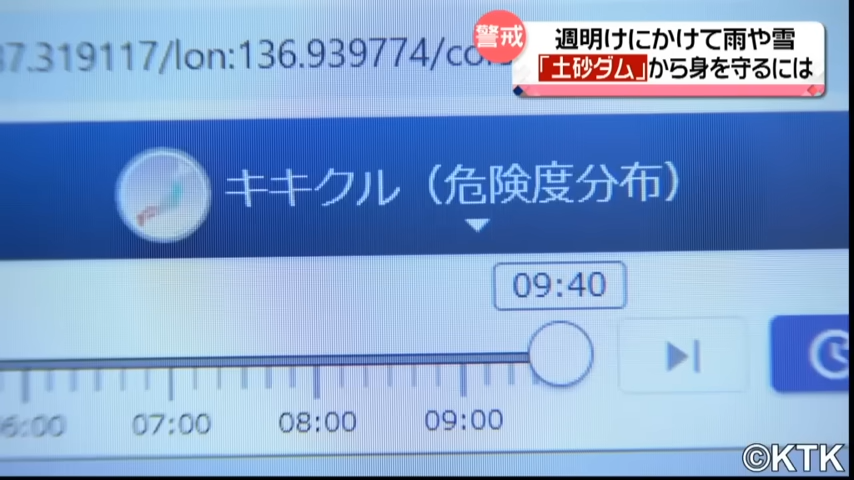 警戒
週明けにかけて雨や雪
「土砂ダム」から身を守るには
37.319117/lon:136.939774/co
キキクル（危険度分布）
09:40
06:00 07:00 08:00 09:00
©KTK